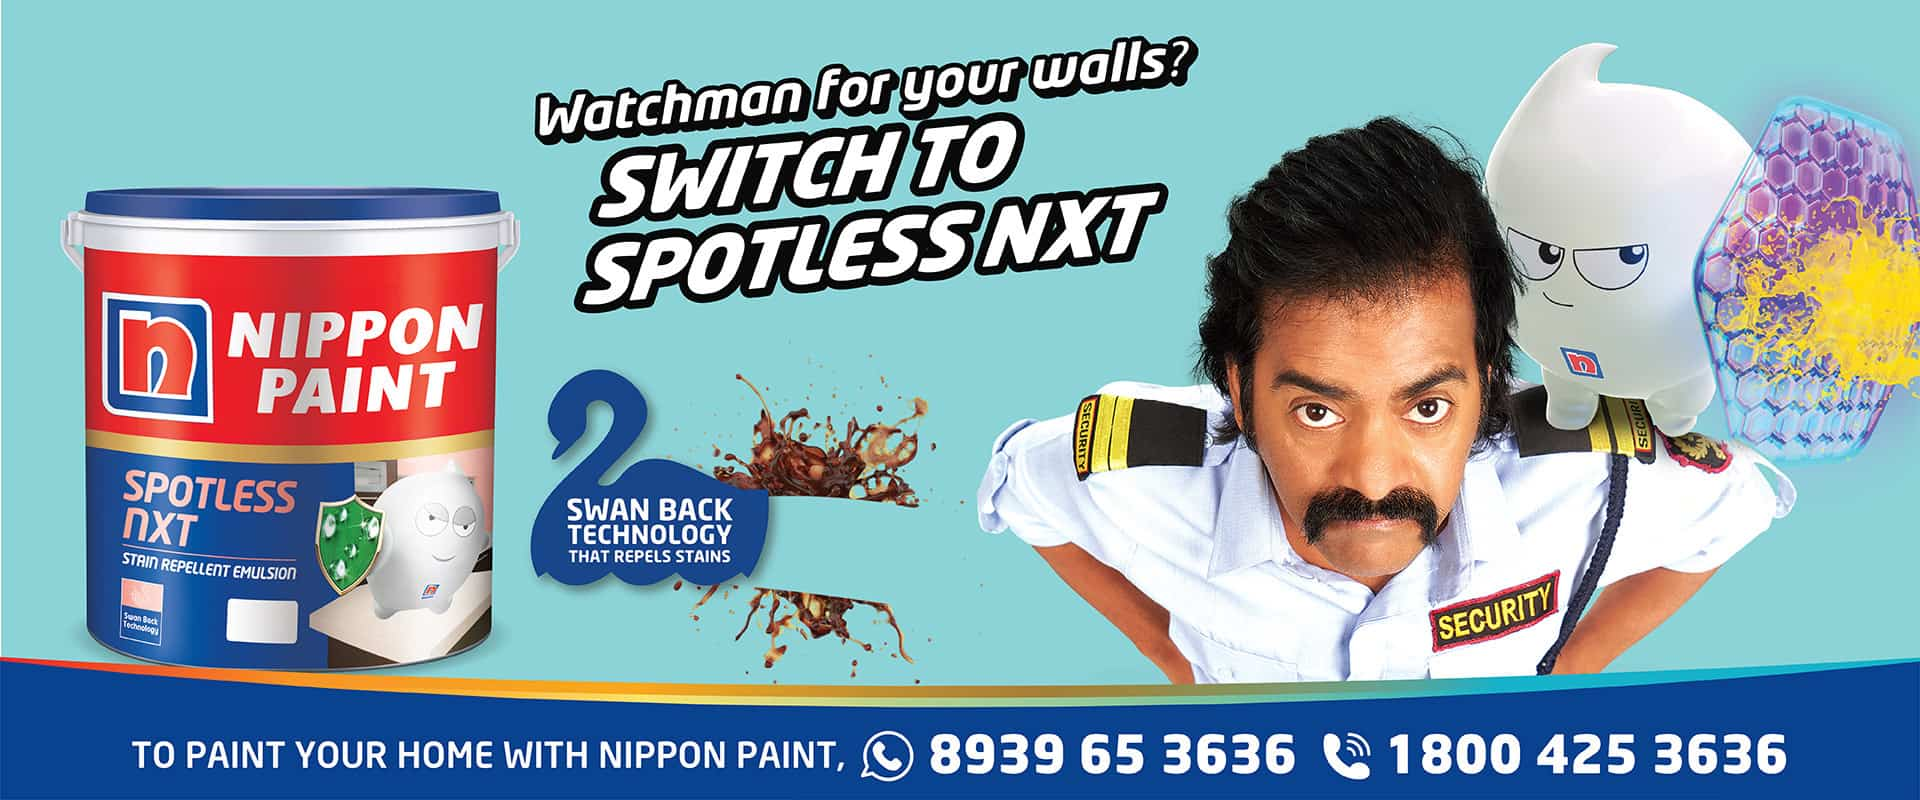 Watchman for your walls?
SWITCH TO
SPOTLESS NXT
n
NIPPON
PAINT
SPOTLESS
NXT
STAIN REPELLENT EMULSION
Swan Back
Technology
SWAN BACK
TECHNOLOGY
THAT REPELS STAINS
SECURITY
SECURI
n
SECURITY
TO PAINT YOUR HOME WITH NIPPON PAINT, 8939 65 3636 1800 425 3636